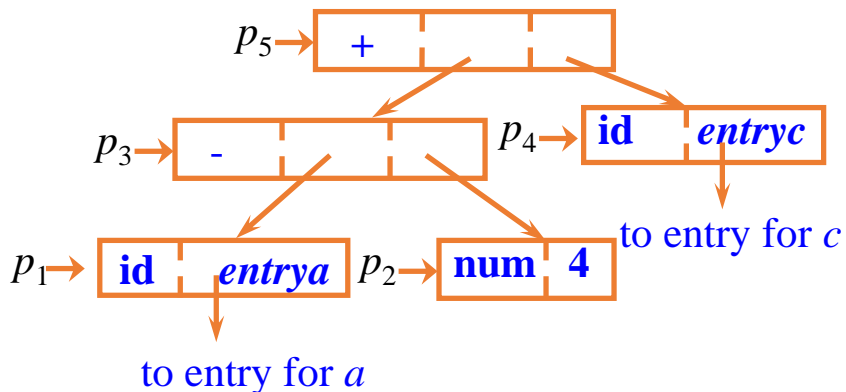 p5 +
p3 -
p4 id entryc
to entry for c
p1 id entrya
p2 num 4
to entry for a